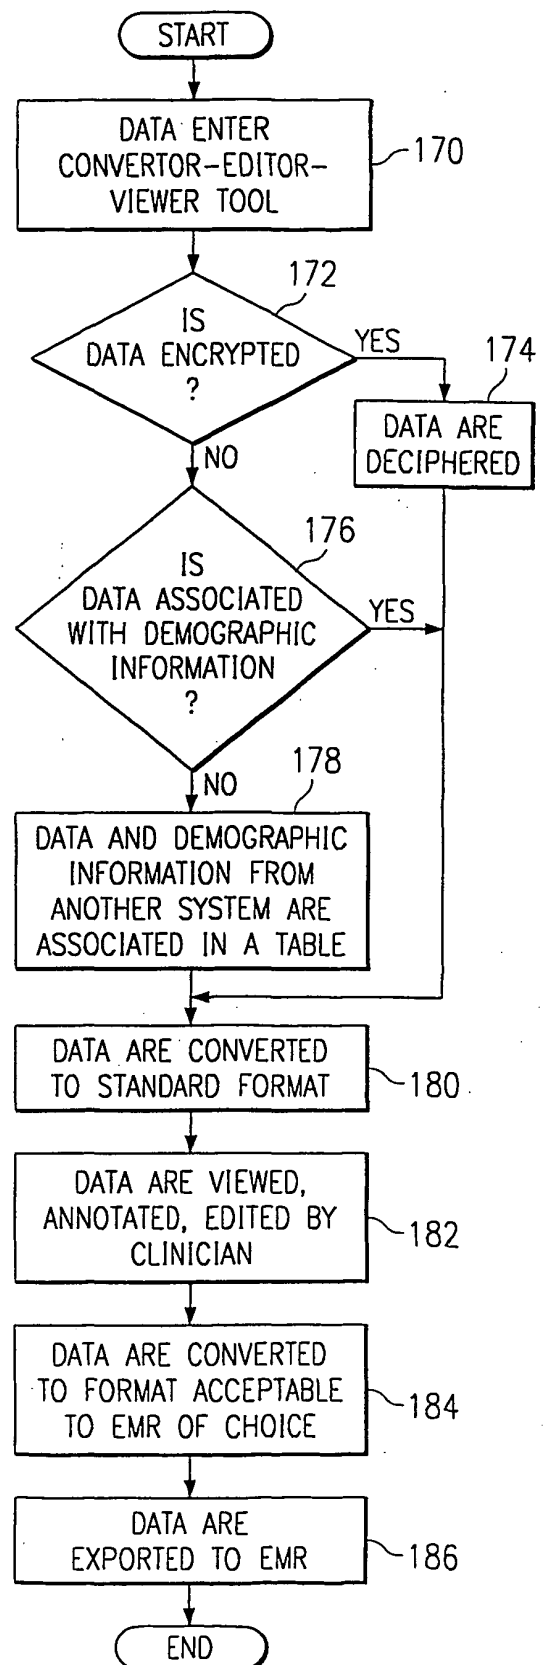 START
DATA ENTER
CONVERTOR-EDITOR-
VIEWER TOOL
170
172
IS
DATA ENCRYPTED
?
YES
174
DATA ARE
DECIPHERED
NO
176
IS
DATA ASSOCIATED
WITH DEMOGRAPHIC
INFORMATION
?
YES
178
NO
DATA AND DEMOGRAPHIC
INFORMATION FROM
ANOTHER SYSTEM ARE
ASSOCIATED IN A TABLE
DATA ARE CONVERTED
TO STANDARD FORMAT
180
DATA ARE VIEWED,
ANNOTATED, EDITED BY
CLINICIAN
182
DATA ARE CONVERTED
TO FORMAT ACCEPTABLE
TO EMR OF CHOICE
184
DATA ARE
EXPORTED TO EMR
186
END